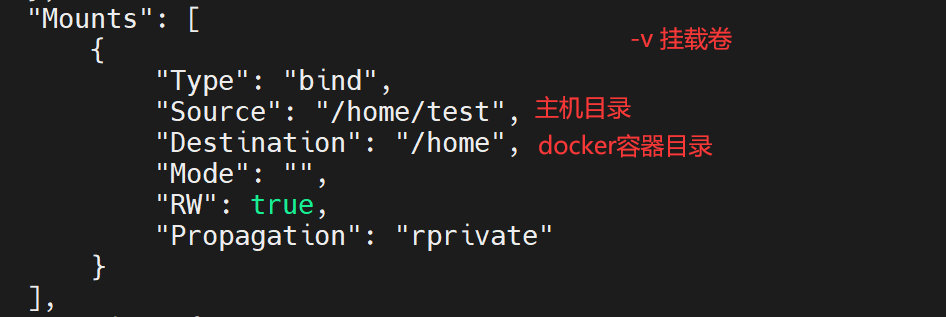 "Mounts": [
-v 挂载卷
{
"Type": "bind",
"Source": "/home/test",
主机目录
"Destination": "/home",
docker容器目录
"Mode": "",
"RW": true,
"Propagation": "rprivate"
}
],